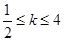 1/2 ≤ k ≤ 4